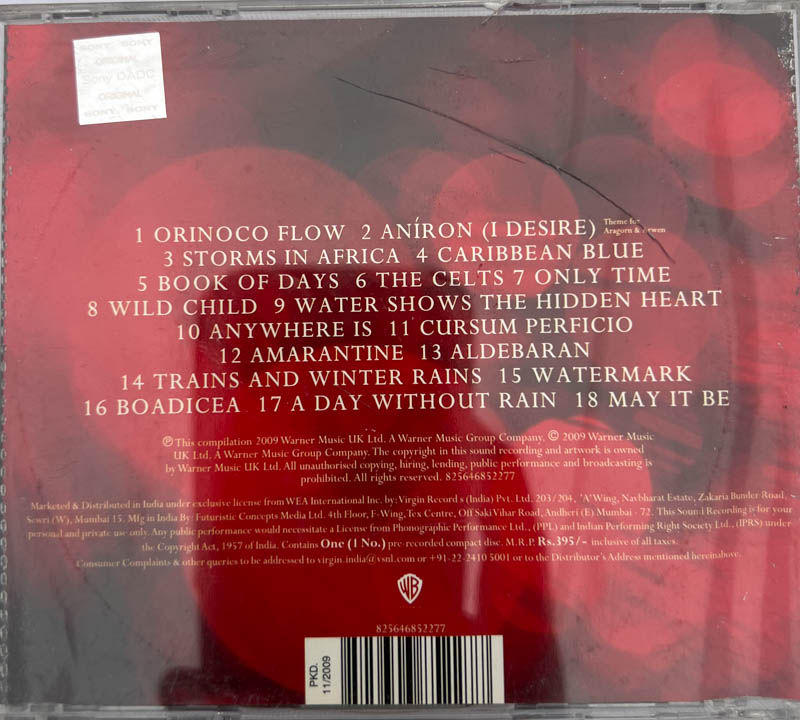 SONY SONY
ORIGINAL
Sony DADC
ORIGINAL
SONY SONY
1 ORINOCO FLOW 2 ANÍRON (I DESIRE) Theme for
Aragorn & Arwen
3 STORMS IN AFRICA 4 CARIBBEAN BLUE
5 BOOK OF DAYS 6 THE CELTS 7 ONLY TIME
8 WILD CHILD 9 WATER SHOWS THE HIDDEN HEART
10 ANYWHERE IS 11 CURSUM PERFICIO
12 AMARANTINE 13 ALDEBARAN
14 TRAINS AND WINTER RAINS 15 WATERMARK
16 BOADICEA 17 A DAY WITHOUT RAIN 18 MAY IT BE
℗ This compilation 2009 Warner Music UK Ltd. A Warner Music Group Company. © 2009 Warner Music
UK Ltd. A Warner Music Group Company. The copyright in this sound recording and artwork is owned
by Warner Music UK Ltd. All unauthorised copying, hiring, lending, public performance and broadcasting is
prohibited. All rights reserved. 825646852277
Marketed & Distributed in India under exclusive license from WEA International Inc. by: Virgin Records (India) Pvt. Ltd. 203/204, 'A' Wing, Navbharat Estate, Zakaria Bunder Road,
Sewri (W), Mumbai 15. Mfg in India By: Futuristic Concepts Media Ltd. 4th Floor, F-Wing, Tex Centre, Off Saki Vihar Road, Andheri (E) Mumbai - 72. This Sound Recording is for your
personal and private use only. Any public performance would necessitate a License from Phonographic Performance Ltd., (PPL) and Indian Performing Right Society Ltd., (IPRS) under
the Copyright Act, 1957 of India. Contains One (1 No.) pre-recorded compact disc. M.R.P. Rs.395/- inclusive of all taxes.
Consumer Complaints & other queries to be addressed to virgin.india@vsnl.com or +91-22-2410 5001 or to the Distributor's Address mentioned hereinabove.
WB
825646852277
PKD.
11/2009